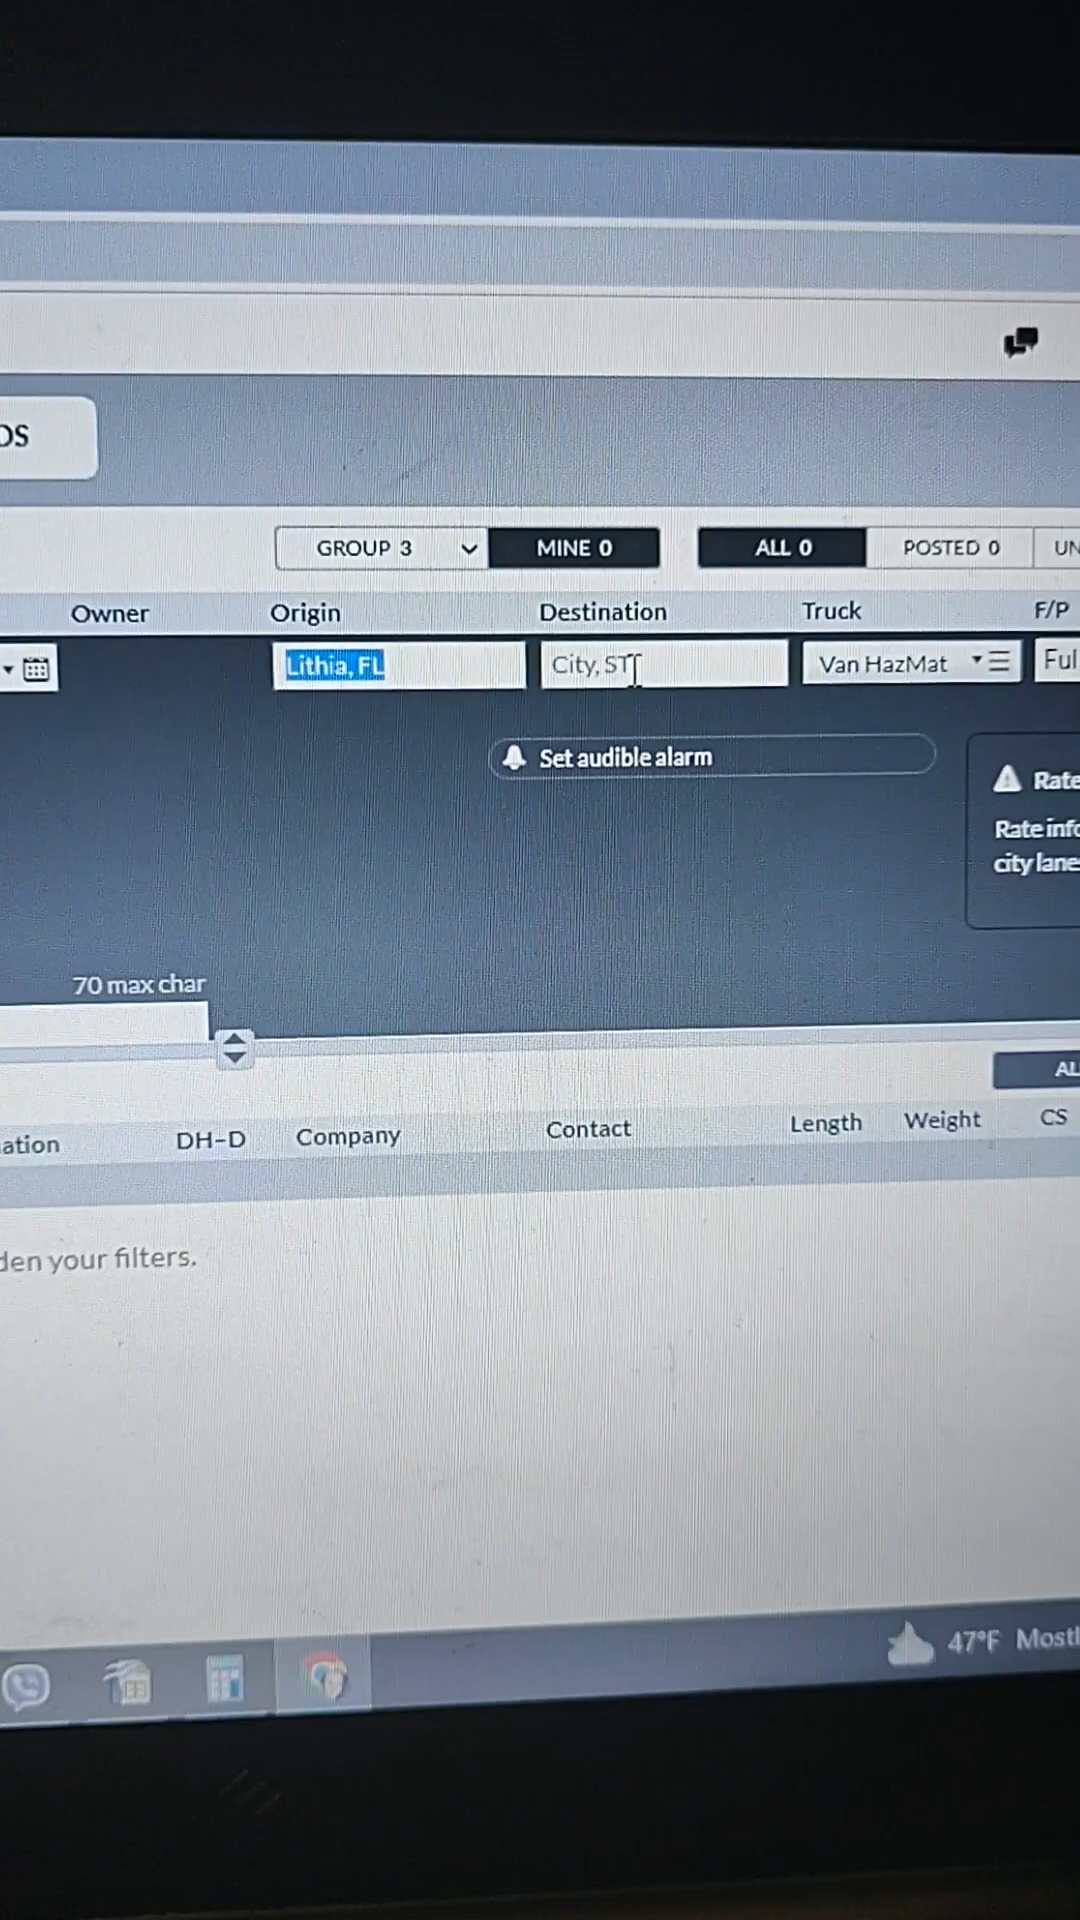 OS
GROUP 3 MINE 0 ALL 0 POSTED 0 UN
Owner Origin Destination Truck F/P
Lithia, FL City, ST Van HazMat Ful
Set audible alarm
Rate
Rate info
city lane
70 max char
AL
ation DH-D Company Contact Length Weight CS
den your filters.
47°F Mostl